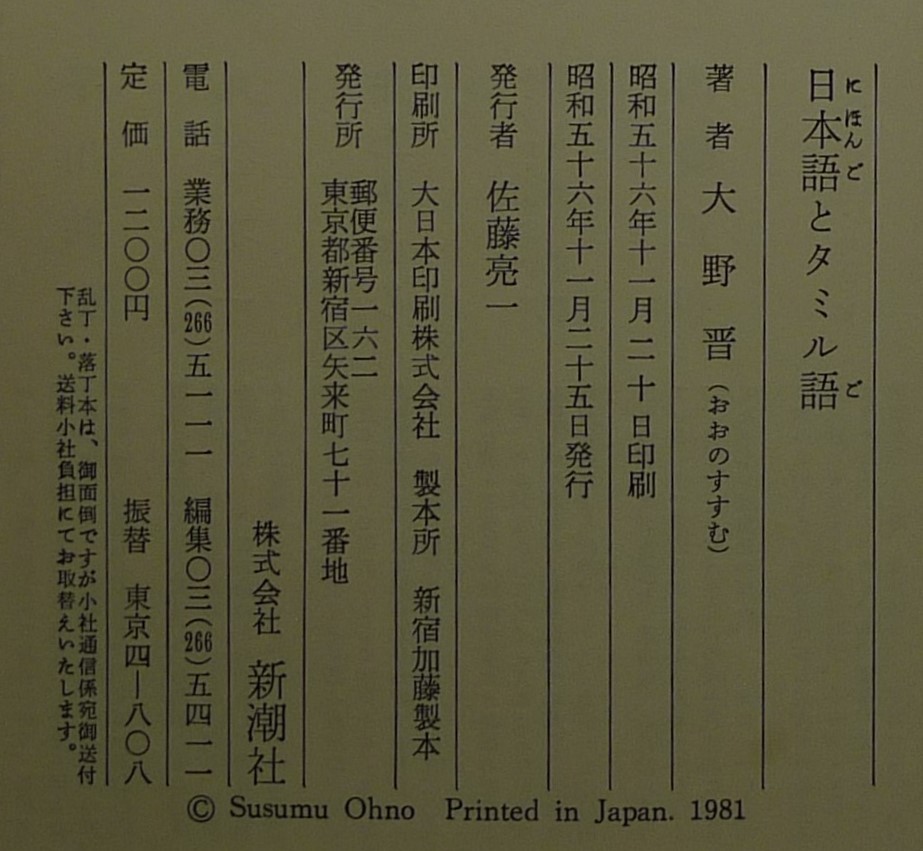 日本語とタミル語
にほんご ご
著者 大野 晋（おおのすすむ）
昭和五十六年十一月二十日印刷
昭和五十六年十一月二十五日発行
発行者 佐藤亮一
印刷所 大日本印刷株式会社 製本所 新宿加藤製本
発行所 郵便番号一六二
東京都新宿区矢来町七十一番地
株式会社 新潮社
電話 業務〇三(266)五一一一 編集〇三(266)五四一一
定価 一二〇〇円 振替 東京四―八〇八
乱丁・落丁本は、御面倒ですが小社通信係宛御送付
下さい。送料小社負担にてお取替えいたします。
© Susumu Ohno Printed in Japan. 1981